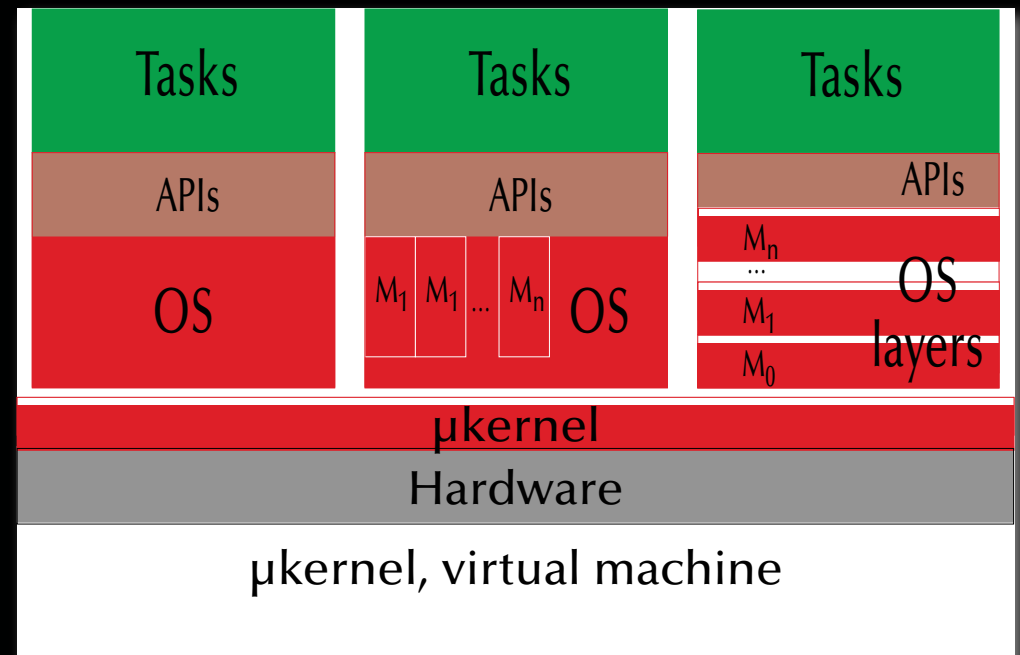 Tasks
APIs
OS
Tasks
APIs
M₁ M₁ ... Mₙ OS
Tasks
APIs
Mₙ
...
M₁
M₀
OS
layers
µkernel
Hardware
µkernel, virtual machine